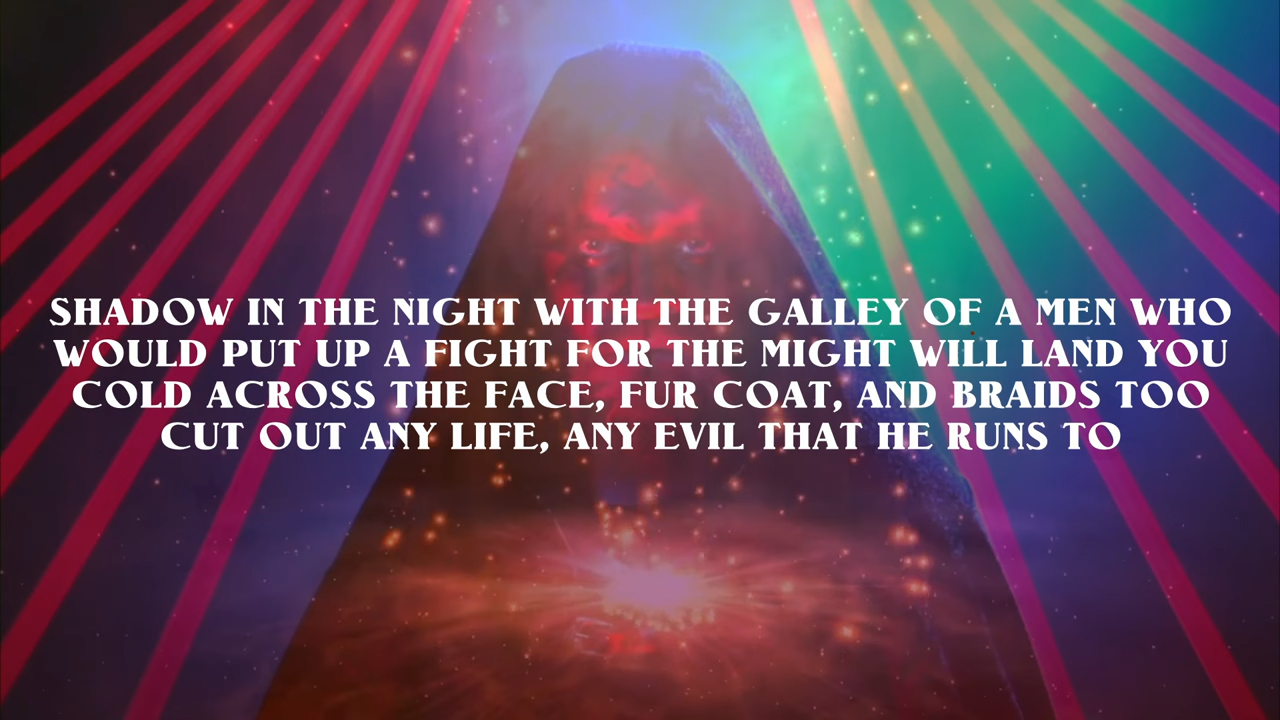 SHADOW IN THE NIGHT WITH THE GALLEY OF A MEN WHO
WOULD PUT UP A FIGHT FOR THE MIGHT WILL LAND YOU
COLD ACROSS THE FACE, FUR COAT, AND BRAIDS TOO
CUT OUT ANY LIFE, ANY EVIL THAT HE RUNS TO